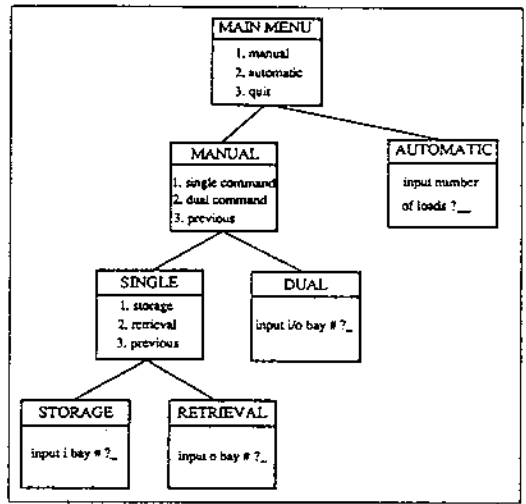 MAIN MENU
1. manual
2. automatic
3. quit
MANUAL
1. single command
2. dual command
3. previous
AUTOMATIC
input number
of loads ?__
SINGLE
1. storage
2. retrieval
3. previous
DUAL
input i/o bay # ?_
STORAGE
input i bay # ?_
RETRIEVAL
input o bay # ?_